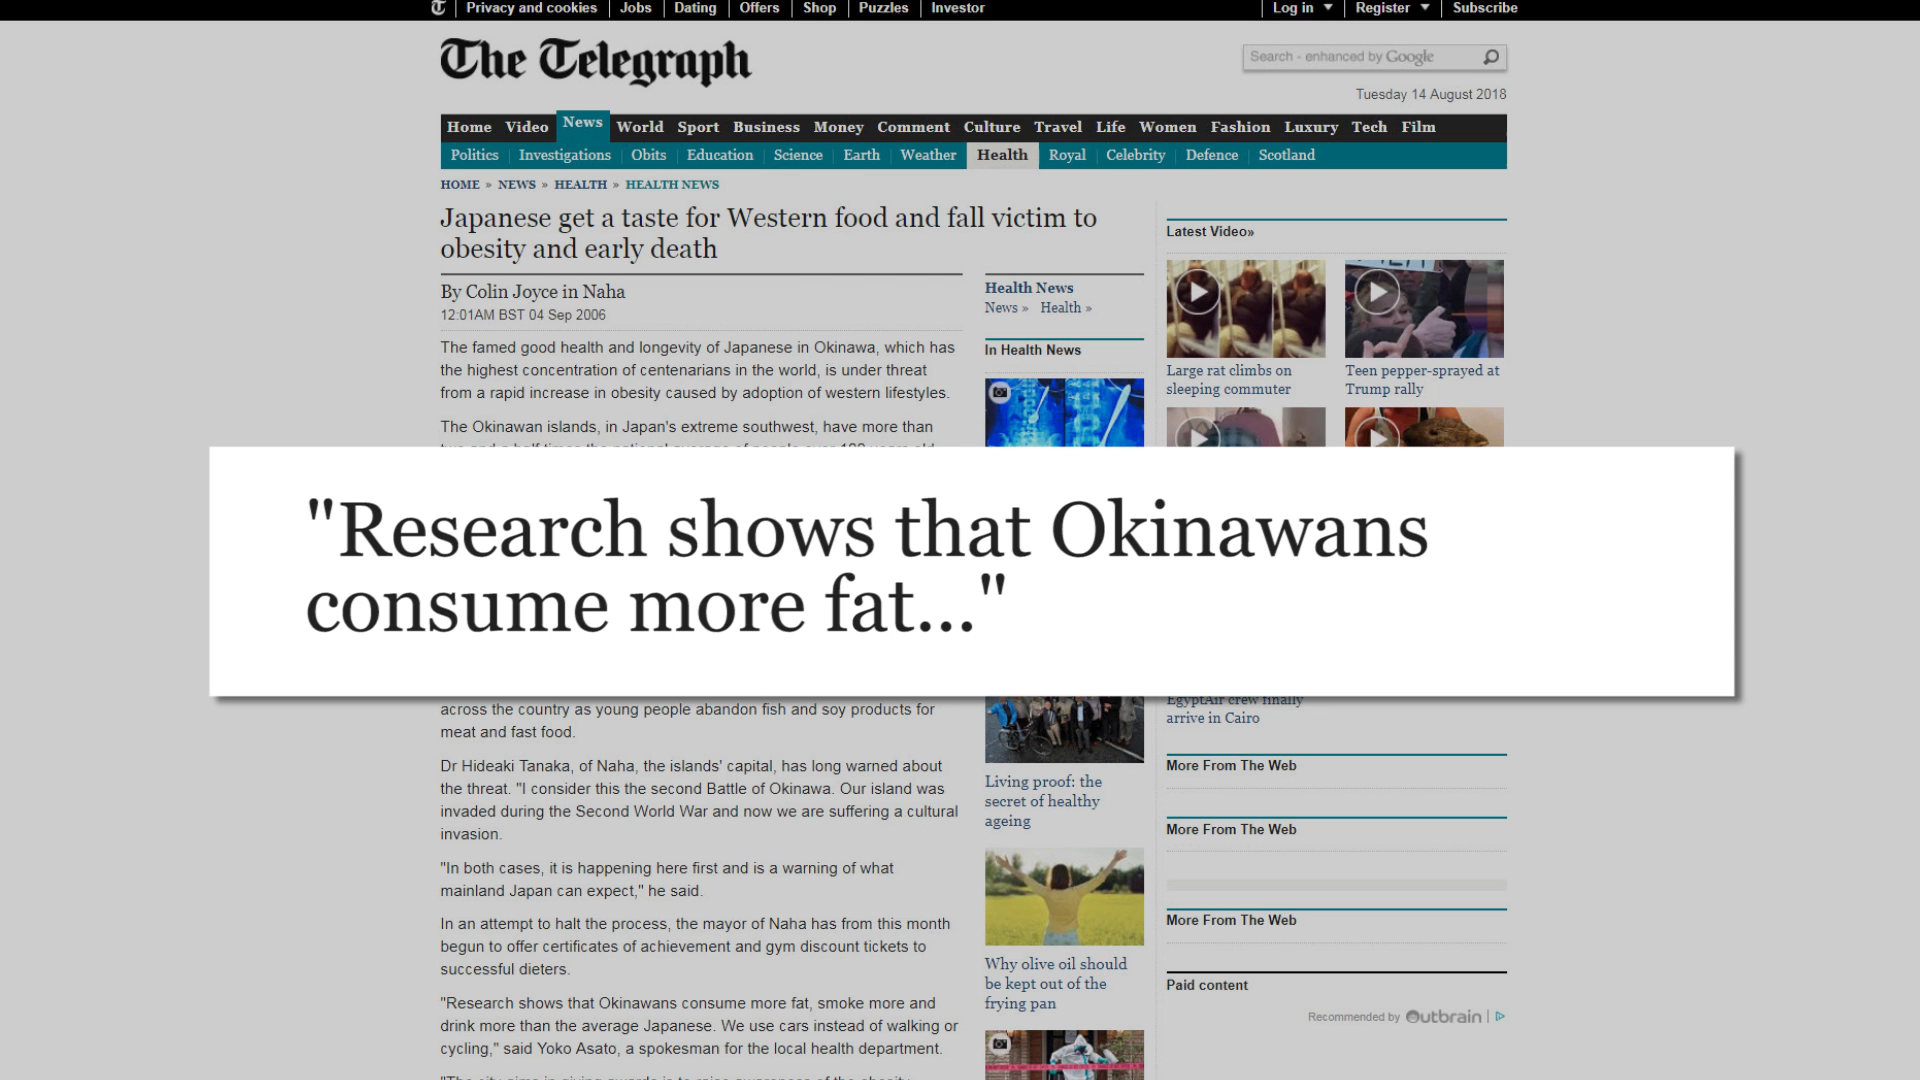 Privacy and cookies Jobs Dating Offers Shop Puzzles Investor
Log in Register Subscribe
The Telegraph
Search - enhanced by Google
Tuesday 14 August 2018
Home Video News World Sport Business Money Comment Culture Travel Life Women Fashion Luxury Tech Film
Politics Investigations Obits Education Science Earth Weather Health Royal Celebrity Defence Scotland
HOME » NEWS » HEALTH » HEALTH NEWS
Japanese get a taste for Western food and fall victim to
obesity and early death
By Colin Joyce in Naha
12:01AM BST 04 Sep 2006
The famed good health and longevity of Japanese in Okinawa, which has
the highest concentration of centenarians in the world, is under threat
from a rapid increase in obesity caused by adoption of western lifestyles.
The Okinawan islands, in Japan's extreme southwest, have more than
"Research shows that Okinawans
consume more fat..."
across the country as young people abandon fish and soy products for
meat and fast food.
Dr Hideaki Tanaka, of Naha, the islands' capital, has long warned about
the threat. "I consider this the second Battle of Okinawa. Our island was
invaded during the Second World War and now we are suffering a cultural
invasion.
"In both cases, it is happening here first and is a warning of what
mainland Japan can expect," he said.
In an attempt to halt the process, the mayor of Naha has from this month
begun to offer certificates of achievement and gym discount tickets to
successful dieters.
"Research shows that Okinawans consume more fat, smoke more and
drink more than the average Japanese. We use cars instead of walking or
cycling," said Yoko Asato, a spokesman for the local health department.
Health News
News » Health »
In Health News
Living proof: the
secret of healthy
ageing
Why olive oil should
be kept out of the
frying pan
Latest Video»
Large rat climbs on
sleeping commuter
Teen pepper-sprayed at
Trump rally
EgyptAir crew finally
arrive in Cairo
More From The Web
More From The Web
More From The Web
Paid content
Recommended by Outbrain